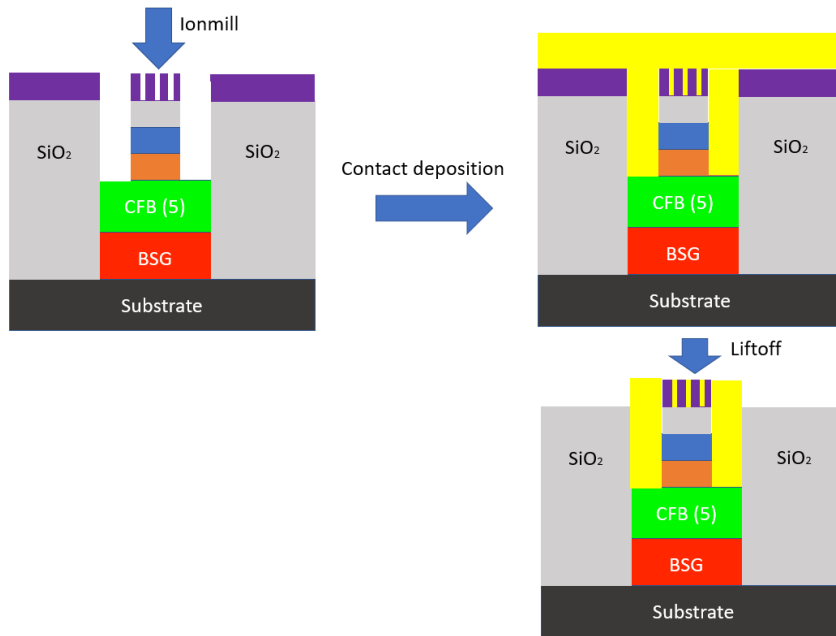 Ionmill
SiO₂
SiO₂
CFB (5)
BSG
Substrate
Contact deposition
SiO₂
SiO₂
CFB (5)
BSG
Substrate
Liftoff
SiO₂
SiO₂
CFB (5)
BSG
Substrate